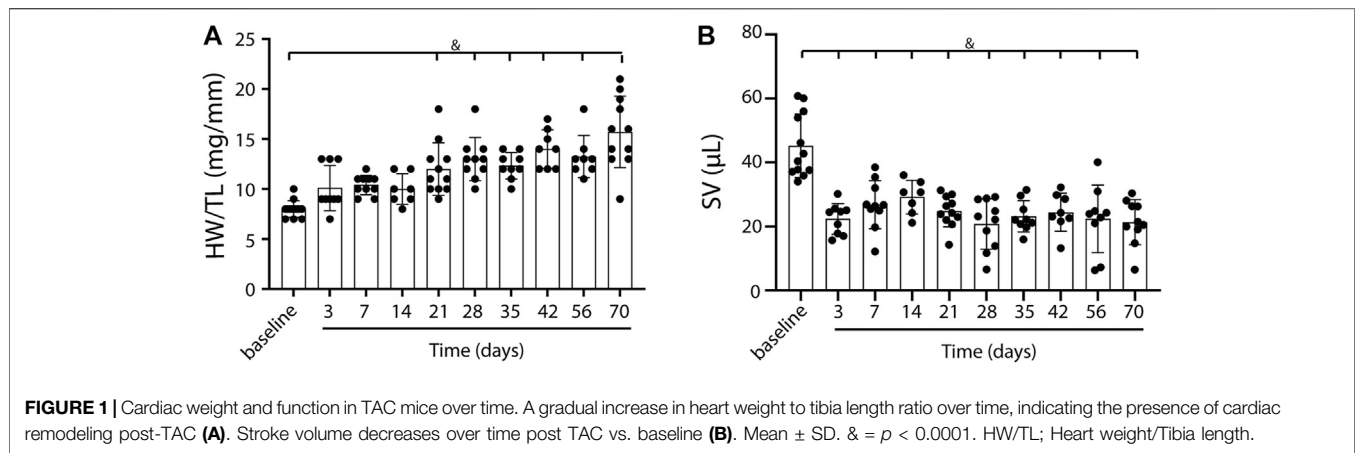 A
B
25
20
15
10
5
0
HW/TL (mg/mm)
&
baseline
3 7 14 21 28 35 42 56 70
Time (days)
80
60
40
20
0
SV (µL)
&
baseline
3 7 14 21 28 35 42 56 70
Time (days)
FIGURE 1 | Cardiac weight and function in TAC mice over time. A gradual increase in heart weight to tibia length ratio over time, indicating the presence of cardiac
remodeling post-TAC (A). Stroke volume decreases over time post TAC vs. baseline (B). Mean ± SD. & = p < 0.0001. HW/TL; Heart weight/Tibia length.